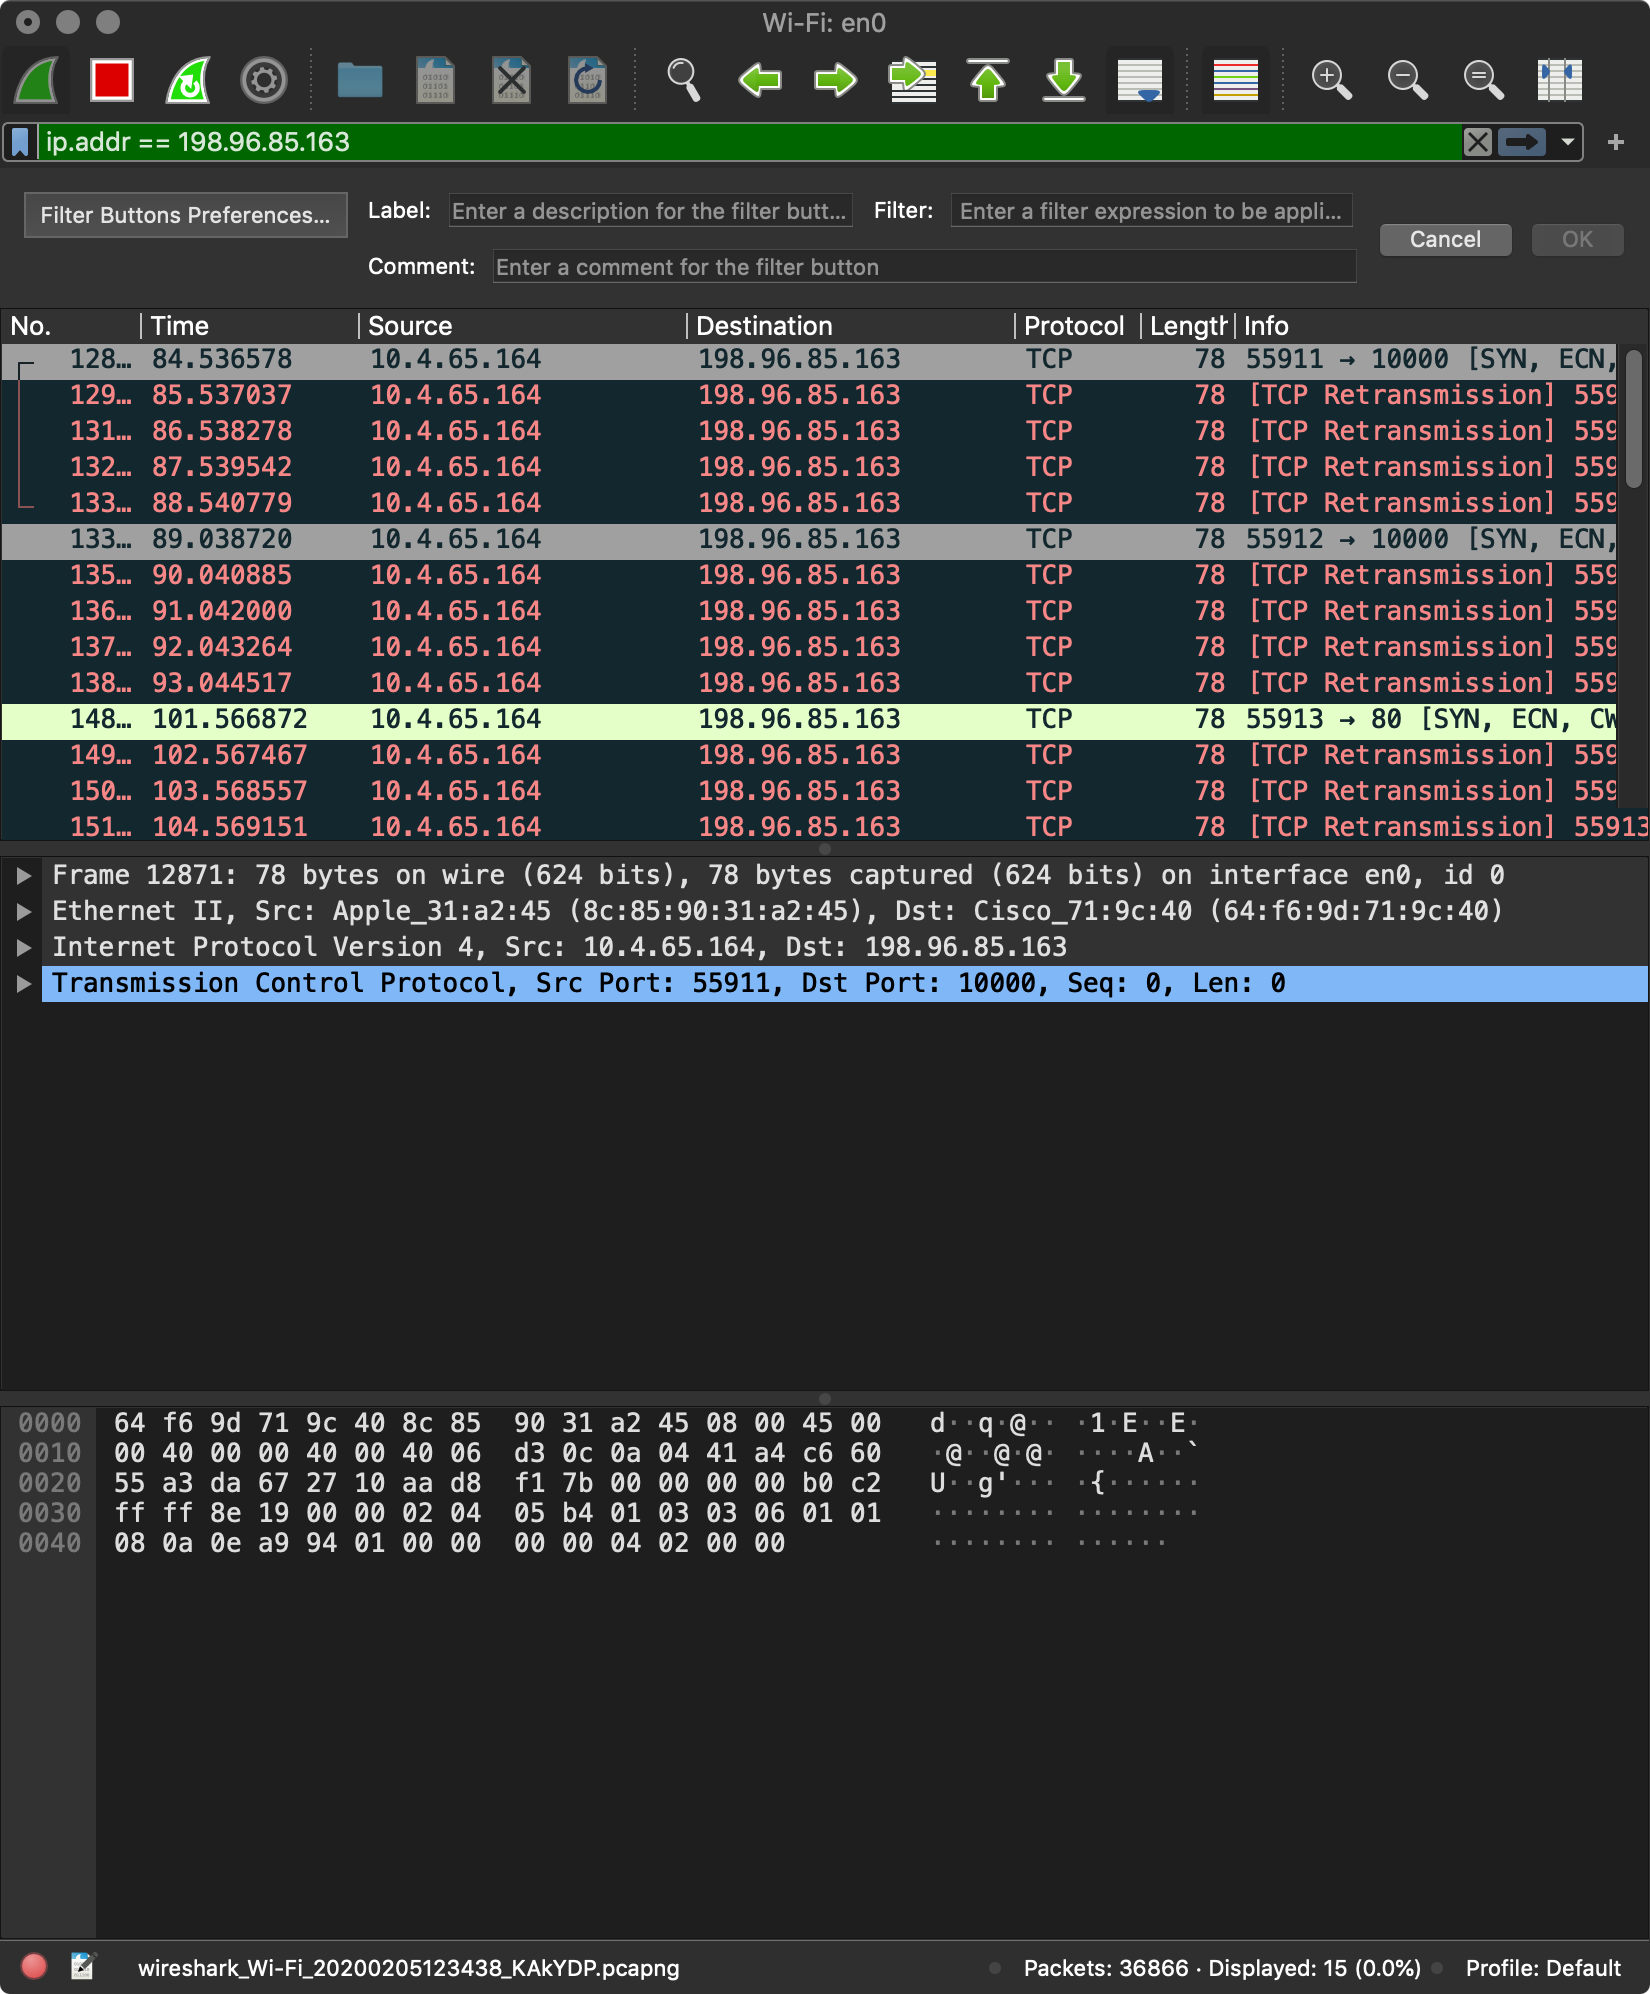 Wi-Fi: en0
ip.addr == 198.96.85.163
Filter Buttons Preferences...
Label:
Enter a description for the filter butt...
Filter:
Enter a filter expression to be appli...
Cancel
OK
Comment:
Enter a comment for the filter button
No. Time Source Destination Protocol Length Info
128… 84.536578 10.4.65.164 198.96.85.163 TCP 78 55911 → 10000 [SYN, ECN,
129… 85.537037 10.4.65.164 198.96.85.163 TCP 78 [TCP Retransmission] 559
131… 86.538278 10.4.65.164 198.96.85.163 TCP 78 [TCP Retransmission] 559
132… 87.539542 10.4.65.164 198.96.85.163 TCP 78 [TCP Retransmission] 559
133… 88.540779 10.4.65.164 198.96.85.163 TCP 78 [TCP Retransmission] 559
133… 89.038720 10.4.65.164 198.96.85.163 TCP 78 55912 → 10000 [SYN, ECN,
135… 90.040885 10.4.65.164 198.96.85.163 TCP 78 [TCP Retransmission] 559
136… 91.042000 10.4.65.164 198.96.85.163 TCP 78 [TCP Retransmission] 559
137… 92.043264 10.4.65.164 198.96.85.163 TCP 78 [TCP Retransmission] 559
138… 93.044517 10.4.65.164 198.96.85.163 TCP 78 [TCP Retransmission] 559
148… 101.566872 10.4.65.164 198.96.85.163 TCP 78 55913 → 80 [SYN, ECN, CW
149… 102.567467 10.4.65.164 198.96.85.163 TCP 78 [TCP Retransmission] 559
150… 103.568557 10.4.65.164 198.96.85.163 TCP 78 [TCP Retransmission] 559
151… 104.569151 10.4.65.164 198.96.85.163 TCP 78 [TCP Retransmission] 55913
Frame 12871: 78 bytes on wire (624 bits), 78 bytes captured (624 bits) on interface en0, id 0
Ethernet II, Src: Apple_31:a2:45 (8c:85:90:31:a2:45), Dst: Cisco_71:9c:40 (64:f6:9d:71:9c:40)
Internet Protocol Version 4, Src: 10.4.65.164, Dst: 198.96.85.163
Transmission Control Protocol, Src Port: 55911, Dst Port: 10000, Seq: 0, Len: 0
0000 64 f6 9d 71 9c 40 8c 85 90 31 a2 45 08 00 45 00 d··q·@·· ·1·E··E·
0010 00 40 00 00 40 00 40 06 d3 0c 0a 04 41 a4 c6 60 ·@··@·@· ····A··`
0020 55 a3 da 67 27 10 aa d8 f1 7b 00 00 00 00 b0 c2 U··g'··· ·{······
0030 ff ff 8e 19 00 00 02 04 05 b4 01 03 03 06 01 01 ········ ········
0040 08 0a 0e a9 94 01 00 00 00 00 04 02 00 00 ········ ······
wireshark_Wi-Fi_20200205123438_KAkYDP.pcapng
Packets: 36866 · Displayed: 15 (0.0%)
Profile: Default